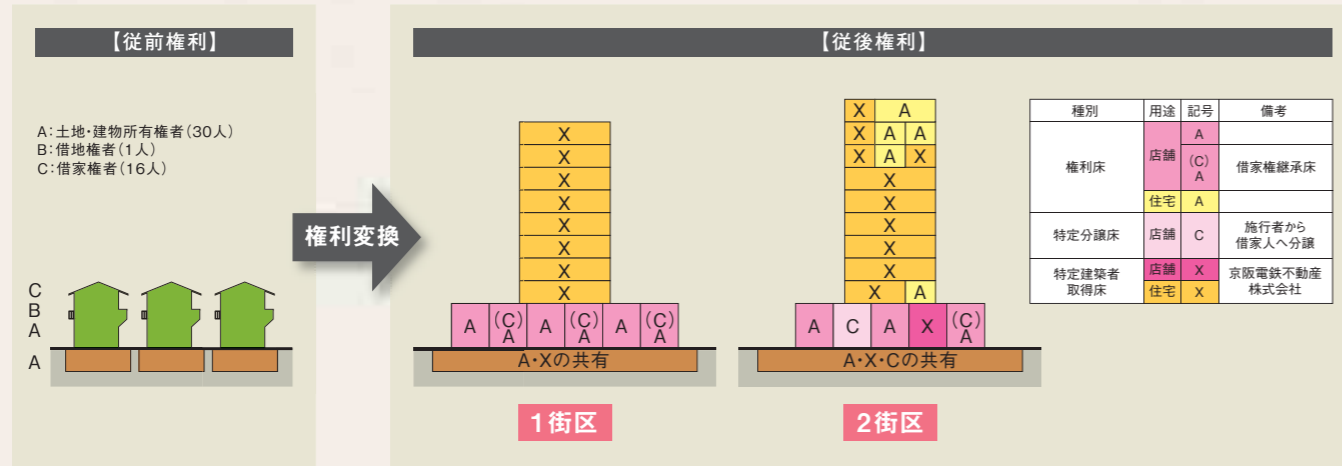 【従前権利】
A：土地・建物所有権者（30人）
B：借地権者（1人）
C：借家権者（16人）
C
B
A
A
権利変換
【従後権利】
X
X
X
X
X
X
X
X
A (C)A A (C)A A (C)A
A・Xの共有
1街区
X A
X A A
X A X
X
X
X
X
X
X A
A C A X (C)A
A・X・Cの共有
2街区
種別 用途 記号 備考
権利床 店舗 A
(C)A 借家権継承床
住宅 A
特定分譲床 店舗 C 施行者から
借家人へ分譲
特定建築者
取得床
店舗 X 京阪電鉄不動産
株式会社
住宅 X